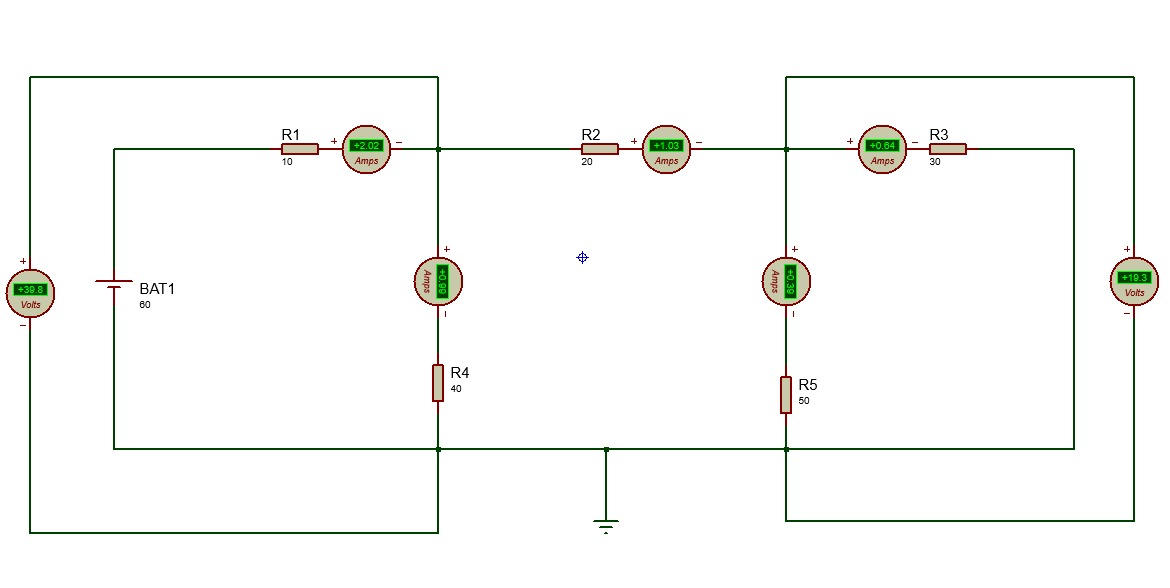 R1
10
+2.02
Amps
R2
20
+1.03
Amps
+0.64
Amps
R3
30
+39.8
Volts
BAT1
60
+0.99
Amps
+0.39
Amps
+19.3
Volts
R4
40
R5
50